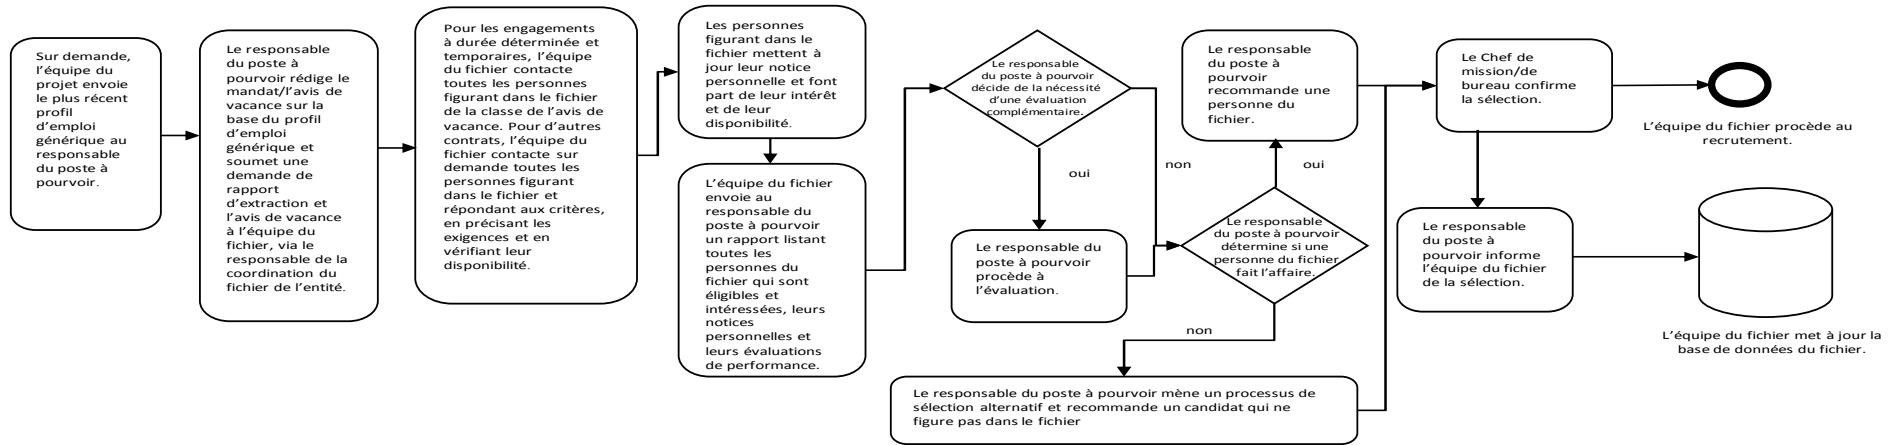 Sur demande,
l'équipe du
projet envoie
le plus récent
profil
d'emploi
générique au
responsable
du poste à
pourvoir.
Le responsable
du poste à
pourvoir rédige le
mandat/l'avis de
vacance sur la
base du profil
d'emploi
générique et
soumet une
demande de
rapport
d'extraction et
l'avis de vacance
à l'équipe du
fichier, via le
responsable de la
coordination du
fichier de l'entité.
Pour les engagements
à durée déterminée et
temporaires, l'équipe
du fichier contacte
toutes les personnes
figurant dans le fichier
de la classe de l'avis de
vacance. Pour d'autres
contrats, l'équipe du
fichier contacte sur
demande toutes les
personnes figurant
dans le fichier et
répondant aux critères,
en précisant les
exigences et en
vérifiant leur
disponibilité.
Les personnes
figurant dans le
fichier mettent à
jour leur notice
personnelle et font
part de leur intérêt
et de leur
disponibilité.
L'équipe du fichier
envoie au
responsable du
poste à pourvoir
un rapport listant
toutes les
personnes du
fichier qui sont
éligibles et
intéressées, leurs
notices
personnelles et
leurs évaluations
de performance.
Le responsable
du poste à pourvoir
décide de la nécessité
d'une évaluation
complémentaire.
oui
non
Le responsable du
poste à pourvoir
procède à
l'évaluation.
Le responsable
du poste à pourvoir
détermine si une
personne du fichier
fait l'affaire.
oui
non
Le responsable
du poste à
pourvoir
recommande une
personne du
fichier.
Le responsable du poste à pourvoir mène un processus de
sélection alternatif et recommande un candidat qui ne
figure pas dans le fichier
Le Chef de
mission/de
bureau confirme
la sélection.
L'équipe du fichier procède au
recrutement.
Le responsable
du poste à
pourvoir informe
l'équipe du fichier
de la sélection.
L'équipe du fichier met à jour la
base de données du fichier.